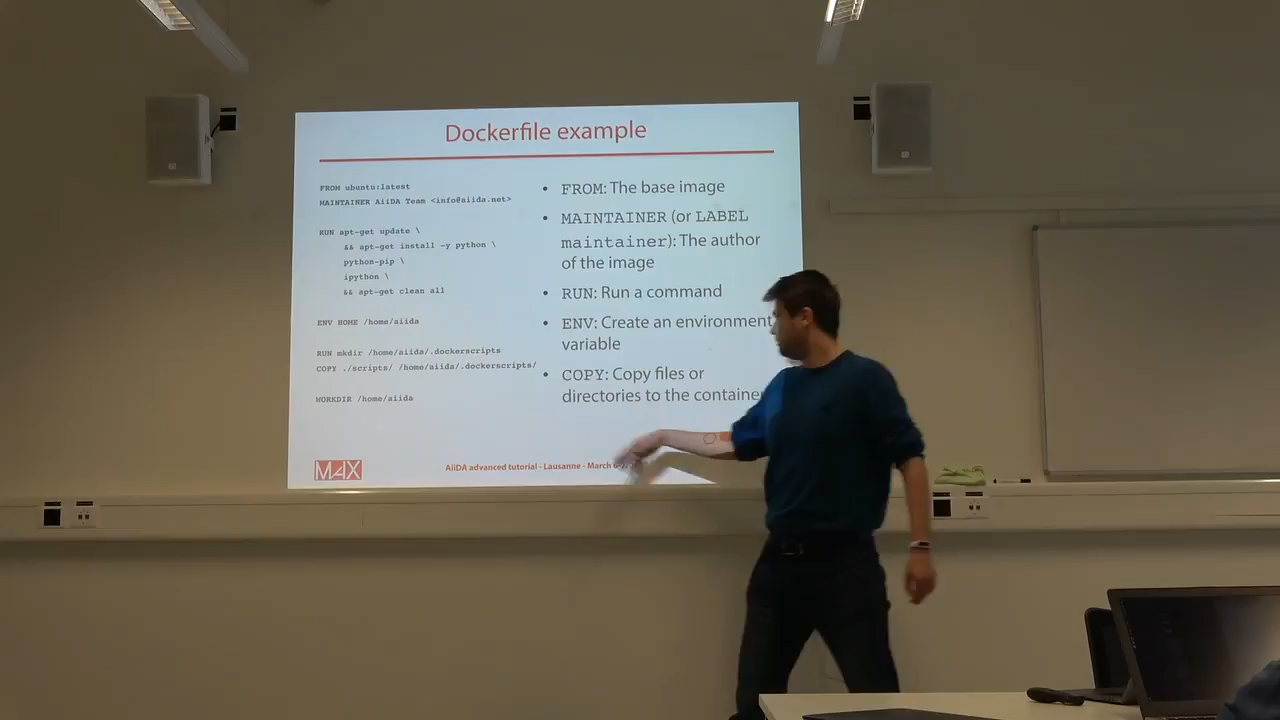 Dockerfile example
FROM ubuntu:latest
MAINTAINER AiiDA Team <info@aiida.net>
RUN apt-get update \
&& apt-get install -y python \
python-pip \
ipython \
&& apt-get clean all
ENV HOME /home/aiida
RUN mkdir /home/aiida/.dockerscripts
COPY ./scripts/ /home/aiida/.dockerscripts/
WORKDIR /home/aiida
• FROM: The base image
• MAINTAINER (or LABEL
maintainer): The author
of the image
• RUN: Run a command
• ENV: Create an environment
variable
• COPY: Copy files or
directories to the container
MAX
AiiDA advanced tutorial - Lausanne - March